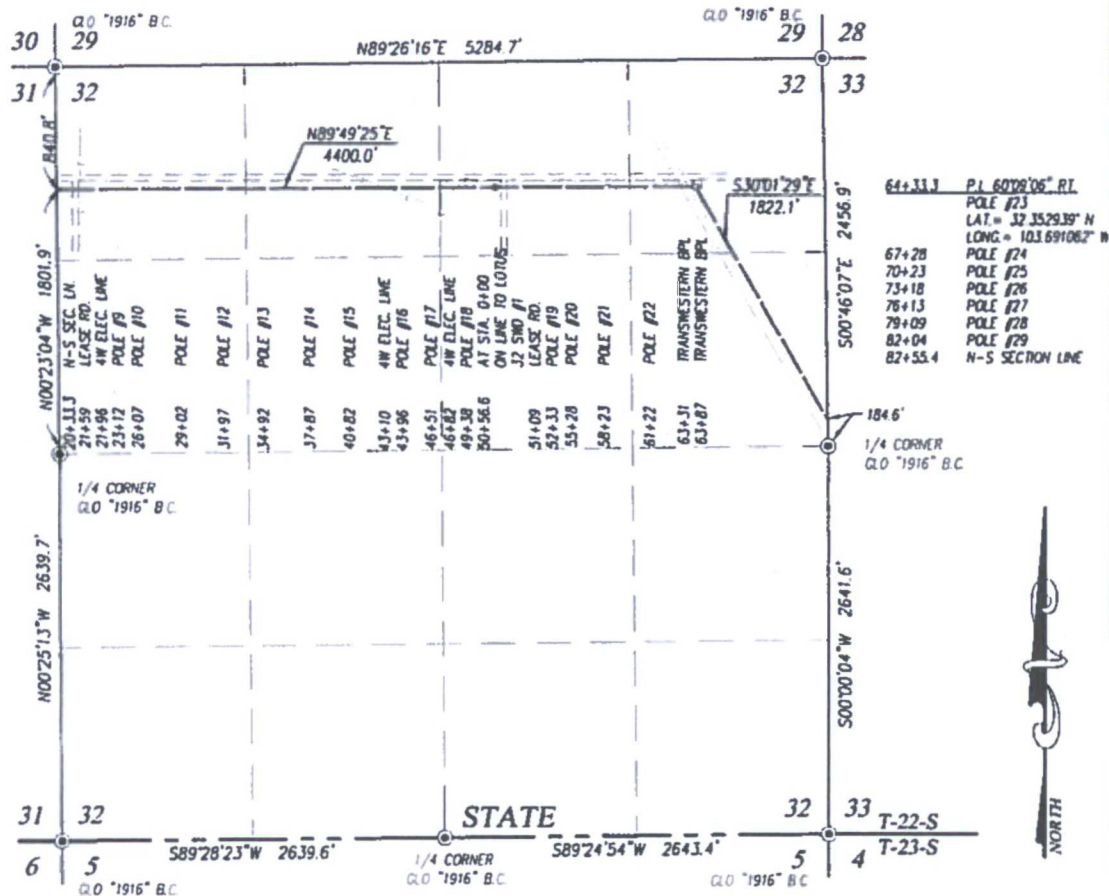 GLO "1916" B.C.
GLO "1916" B.C.
30 29
29 28
N89°26'16"E 5284.7'
31 32
32 33
840.8'
N89°49'25"E
4400.0'
S30°01'29"E
1822.1'
S00°46'07"E 2456.9'
N00°23'04"W 1801.9'
64+33.3 P.I. 60°09'06" RT.
POLE #23
LAT.= 32.352939° N
LONG.= 103.691062° W
67+28 POLE #24
70+23 POLE #25
73+18 POLE #26
76+13 POLE #27
79+09 POLE #28
82+04 POLE #29
82+55.4 N-S SECTION LINE
20+33.3 N-S SEC. LN.
21+59 LEASE RD.
21+96 4W ELEC. LINE
23+12 POLE #9
26+07 POLE #10
29+02 POLE #11
31+97 POLE #12
34+92 POLE #13
37+87 POLE #14
40+82 POLE #15
43+10 4W ELEC. LINE
43+96 POLE #16
46+51 POLE #17
46+82 4W ELEC. LINE
49+38 POLE #18
50+56.6 AT STA. 0+00
ON LINE TO LOTUS
32 SWD #1
51+09 LEASE RD.
52+33 POLE #19
55+28 POLE #20
58+23 POLE #21
61+22 POLE #22
63+31 TRANSWESTERN BPL
63+87 TRANSWESTERN BPL
184.6'
1/4 CORNER
GLO "1916" B.C.
1/4 CORNER
GLO "1916" B.C.
N00°25'13"W 2639.7'
S00°00'04"W 2641.6'
NORTH
31 32
STATE
32 33
T-22-S
T-23-S
6 5
S89°28'23"W 2639.6'
1/4 CORNER
GLO "1916" B.C.
S89°24'54"W 2643.4'
5 4
GLO "1916" B.C.
GLO "1916" B.C.